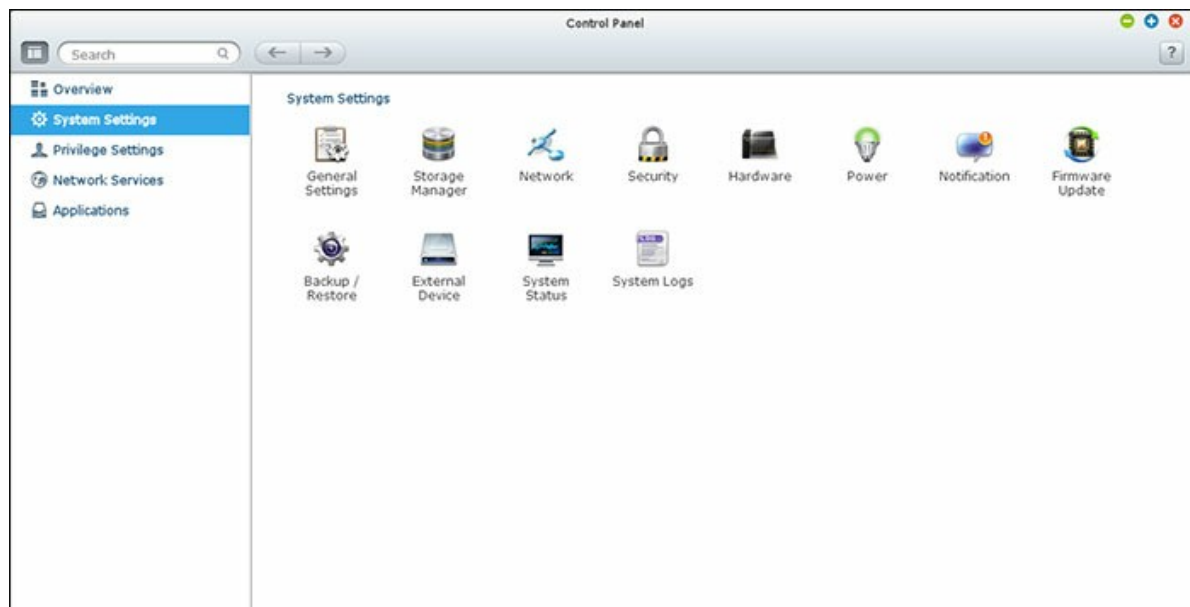 Control Panel
Search
?
Overview
System Settings
Privilege Settings
Network Services
Applications
System Settings
General
Settings
Storage
Manager
Network
Security
Hardware
Power
Notification
Firmware
Update
Backup /
Restore
External
Device
System
Status
System Logs